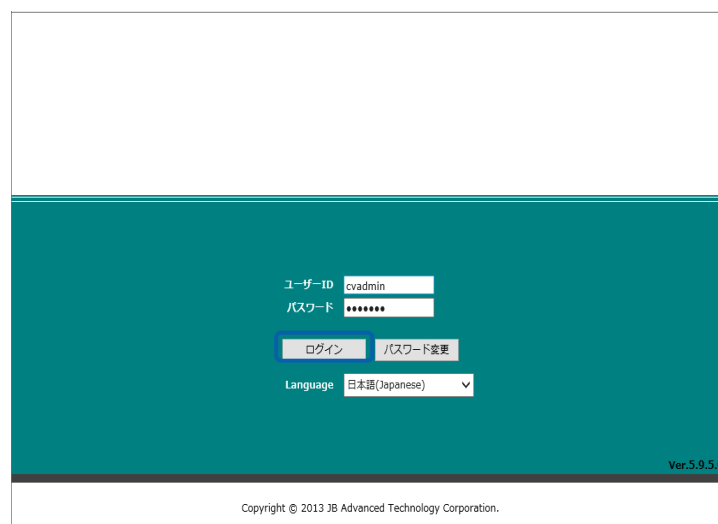 ユーザーID cvadmin
パスワード •••••••
ログイン パスワード変更
Language 日本語(Japanese)
Ver.5.9.5.
Copyright © 2013 JB Advanced Technology Corporation.